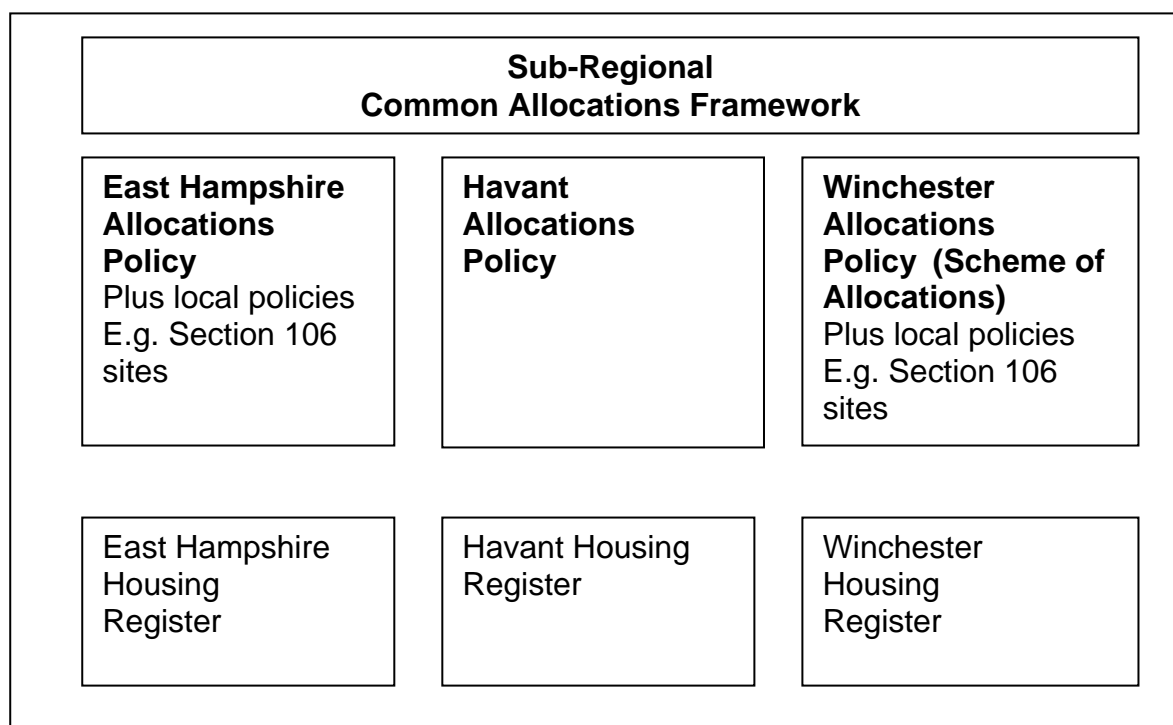 Sub-Regional
Common Allocations Framework
East Hampshire
Allocations
Policy
Plus local policies
E.g. Section 106
sites
Havant
Allocations
Policy
Winchester
Allocations
Policy  (Scheme of
Allocations)
Plus local policies
E.g. Section 106
sites
East Hampshire
Housing
Register
Havant Housing
Register
Winchester
Housing
Register